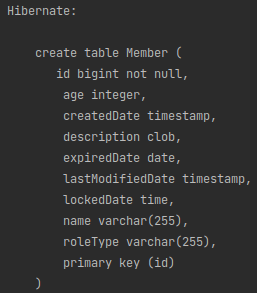 Hibernate:
create table Member (
id bigint not null,
age integer,
createdDate timestamp,
description clob,
expiredDate date,
lastModifiedDate timestamp,
lockedDate time,
name varchar(255),
roleType varchar(255),
primary key (id)
)